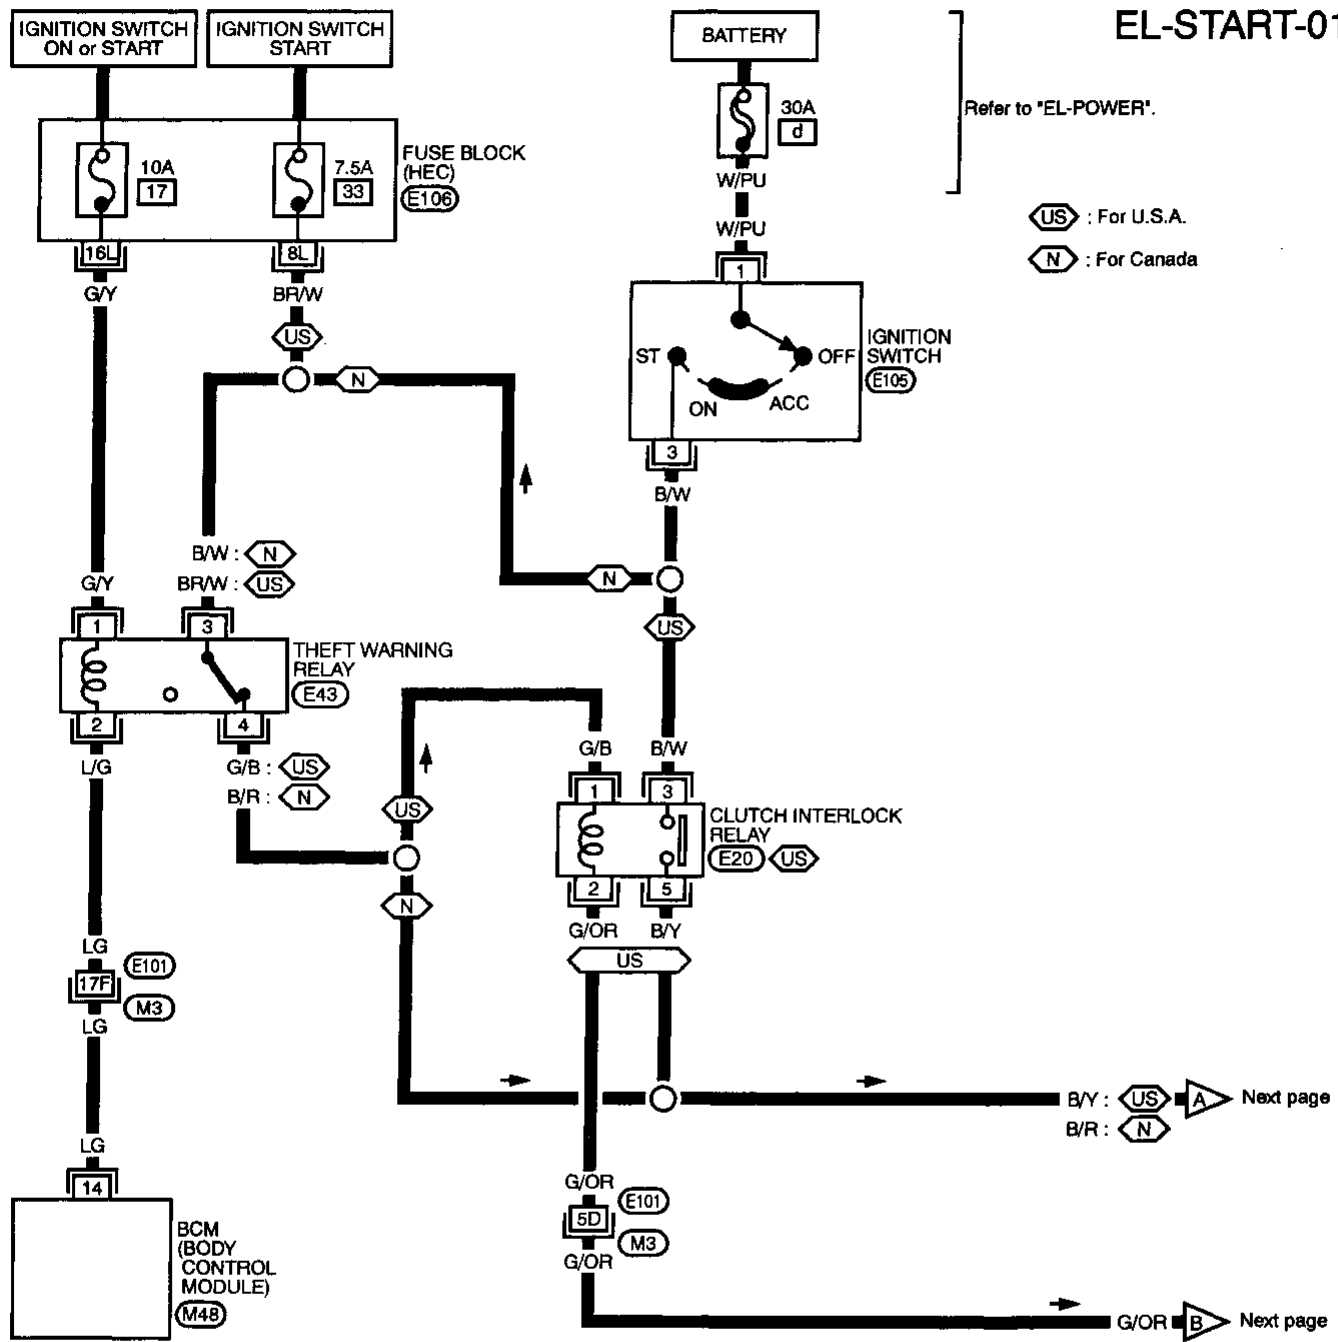 EL-START-01
IGNITION SWITCH
ON or START
IGNITION SWITCH
START
BATTERY
Refer to "EL-POWER".
30A
d
10A
17
7.5A
33
FUSE BLOCK
(HEC)
E106
W/PU
W/PU
US : For U.S.A.
N : For Canada
16L
8L
1
G/Y
BR/W
US
ST
OFF
ON
ACC
IGNITION
SWITCH
E105
N
3
B/W
B/W : N
BR/W : US
G/Y
N
US
1
3
THEFT WARNING
RELAY
E43
2
4
L/G
G/B : US
B/R : N
G/B
B/W
US
1
3
CLUTCH INTERLOCK
RELAY
E20 US
2
5
N
G/OR
B/Y
US
LG
E101
17F
M3
LG
B/Y : US
A
Next page
B/R : N
LG
14
BCM
(BODY
CONTROL
MODULE)
M48
G/OR
E101
5D
M3
G/OR
G/OR
B
Next page